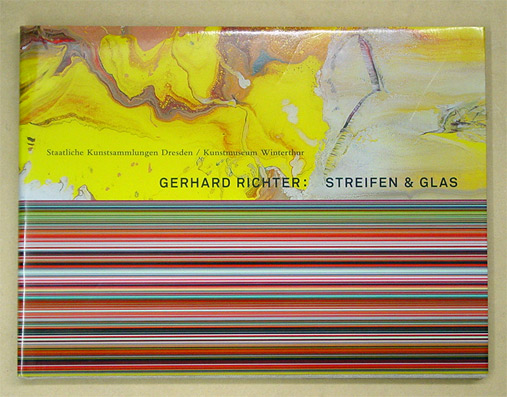 Staatliche Kunstsammlungen Dresden / Kunstmuseum Winterthur
GERHARD RICHTER: STREIFEN & GLAS